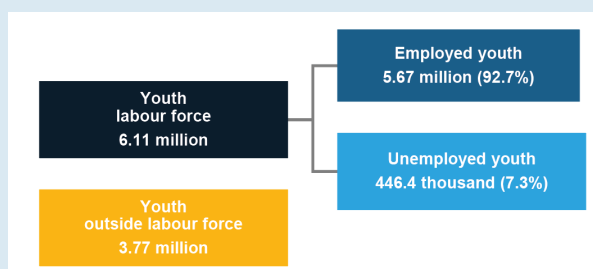 Youth
labour force
6.11 million
Employed youth
5.67 million (92.7%)
Unemployed youth
446.4 thousand (7.3%)
Youth
outside labour force
3.77 million